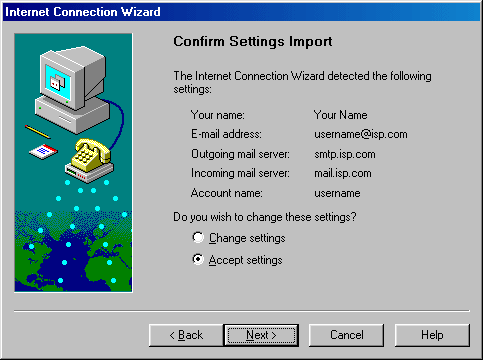 Internet Connection Wizard
Confirm Settings Import
The Internet Connection Wizard detected the following
settings:
Your name: Your Name
E-mail address: username@isp.com
Outgoing mail server: smtp.isp.com
Incoming mail server: mail.isp.com
Account name: username
Do you wish to change these settings?
Change settings
Accept settings
< Back Next > Cancel Help